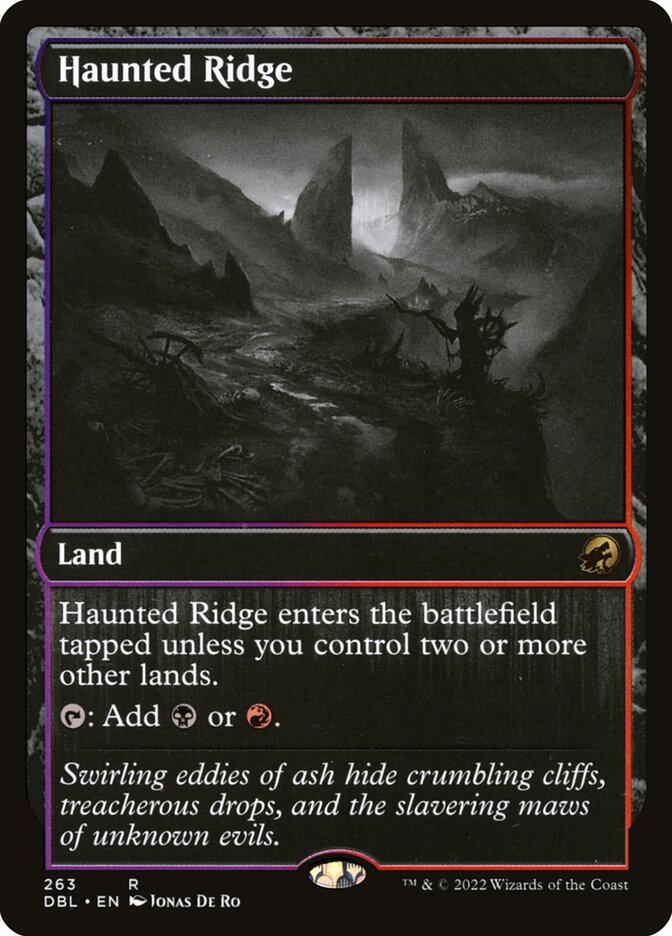 Haunted Ridge
Land
Haunted Ridge enters the battlefield
tapped unless you control two or more
other lands.
: Add or .
Swirling eddies of ash hide crumbling cliffs,
treacherous drops, and the slavering maws
of unknown evils.
263 R
DBL • EN Jonas De Ro
™ & © 2022 Wizards of the Coast